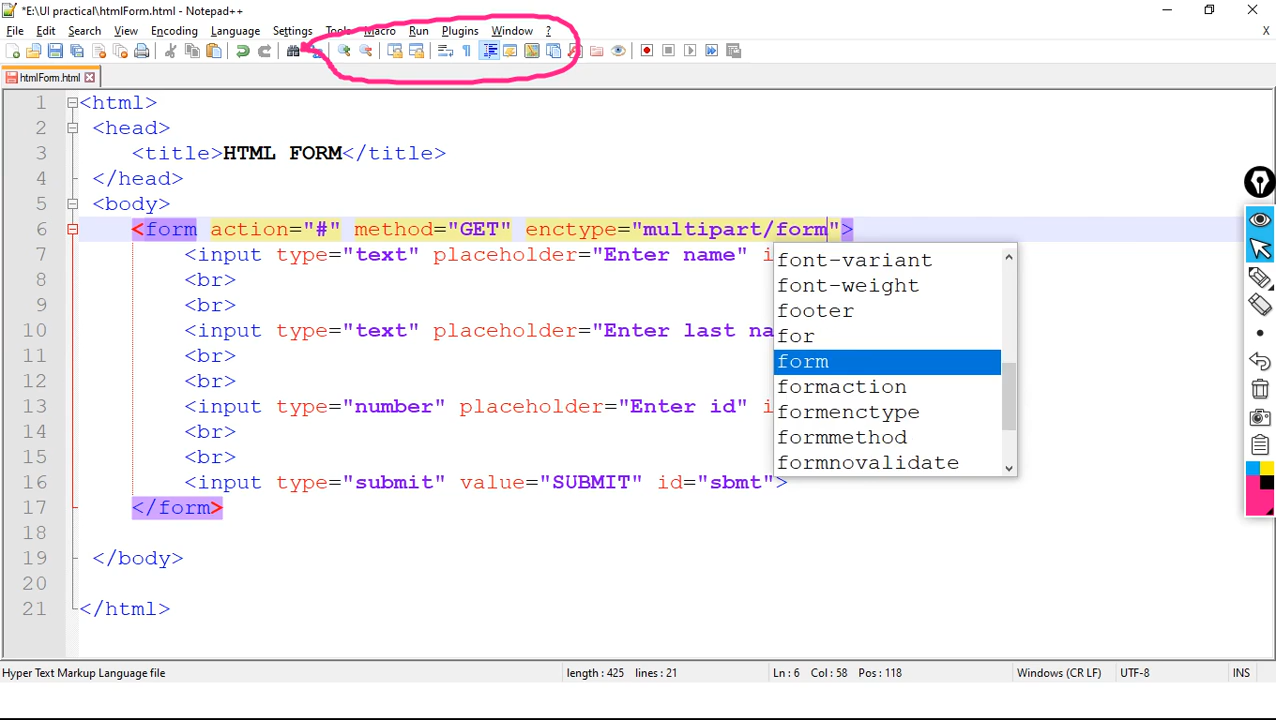 *E:\UI practical\htmlForm.html - Notepad++
File Edit Search View Encoding Language Settings Tools Macro Run Plugins Window ? X
htmlForm.html
1 <html>
2 <head>
3 <title>HTML FORM</title>
4 </head>
5 <body>
6 <form action="#" method="GET" enctype="multipart/form">
7 <input type="text" placeholder="Enter name" i
font-variant
8 <br>
font-weight
9 <br>
footer
10 <input type="text" placeholder="Enter last na
for
11 <br>
form
12 <br>
formaction
13 <input type="number" placeholder="Enter id" i
formenctype
14 <br>
formmethod
15 <br>
formnovalidate
16 <input type="submit" value="SUBMIT" id="sbmt">
17 </form>
18
19 </body>
20
21 </html>
Hyper Text Markup Language file length : 425 lines : 21 Ln : 6 Col : 58 Pos : 118 Windows (CR LF) UTF-8 INS